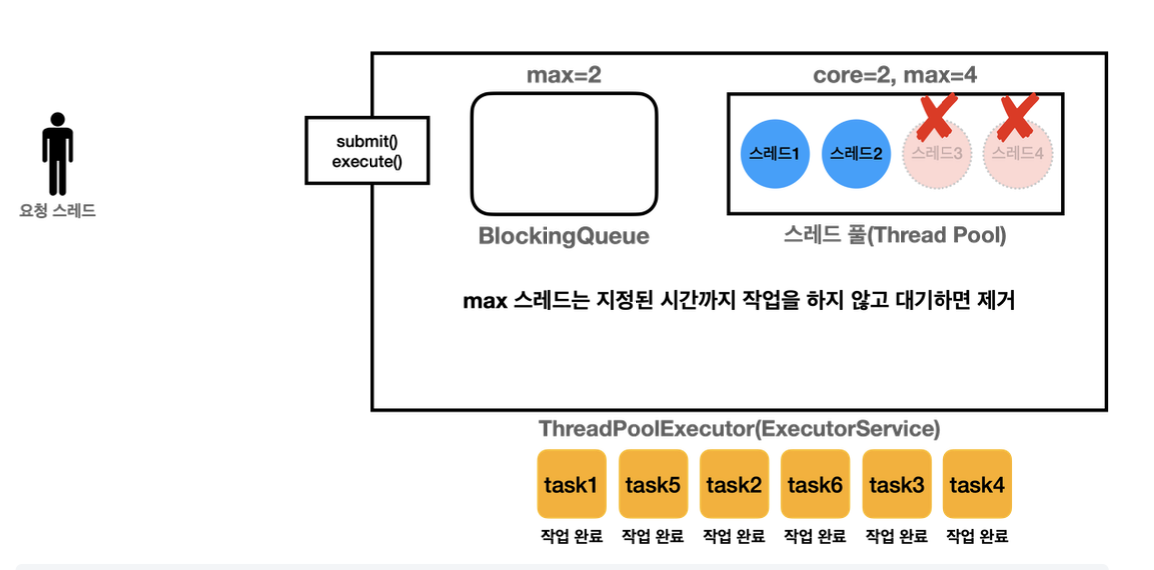 max=2
core=2, max=4
submit()
execute()
스레드1
스레드2
스레드3
스레드4
요청 스레드
BlockingQueue
스레드 풀(Thread Pool)
max 스레드는 지정된 시간까지 작업을 하지 않고 대기하면 제거
ThreadPoolExecutor(ExecutorService)
task1
task5
task2
task6
task3
task4
작업 완료
작업 완료
작업 완료
작업 완료
작업 완료
작업 완료